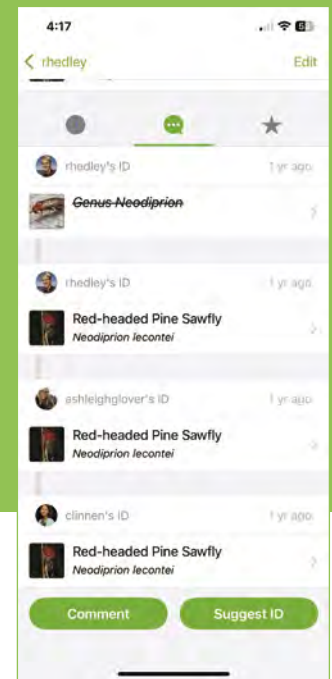 4:17
rhedley
Edit
rhedley's ID
1 yr ago
Genus Neodiprion
rhedley's ID
1 yr ago
Red-headed Pine Sawfly
Neodiprion lecontei
ashleighglover's ID
1 yr ago
Red-headed Pine Sawfly
Neodiprion lecontei
clinnen's ID
1 yr ago
Red-headed Pine Sawfly
Neodiprion lecontei
Comment
Suggest ID